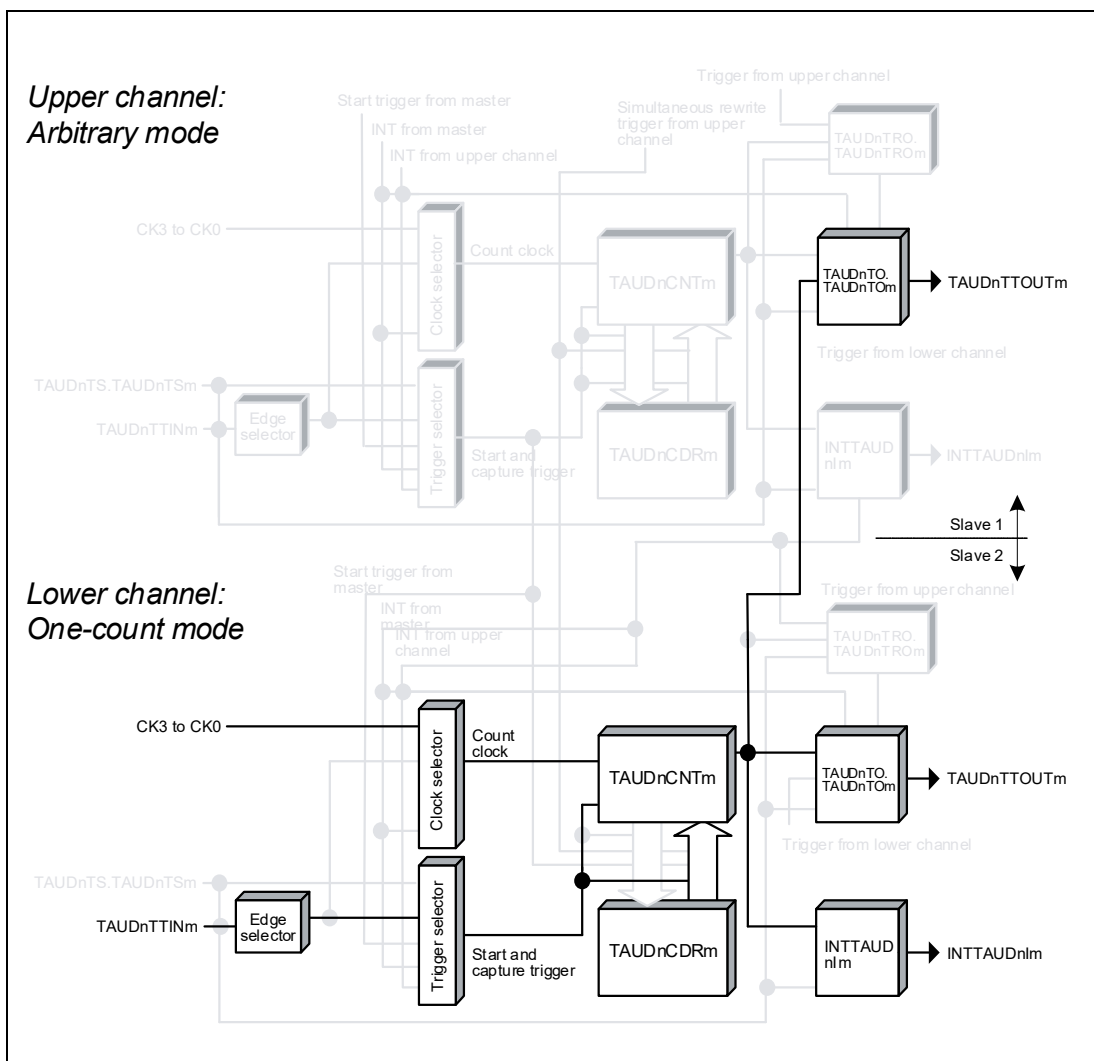 Upper channel:
Arbitrary mode
Trigger from upper channel
Start trigger from master
Simultaneous rewrite
trigger from upper
channel
INT from master
INT from upper channel
TAUDnTRO.
TAUDnTROm
CK3 to CK0
Clock selector
Count clock
TAUDnCNTm
TAUDnTO.
TAUDnTOm
TAUDnTTOUTm
Trigger from lower channel
TAUDnTS.TAUDnTSm
TAUDnTTINm
Edge
selector
Trigger selector
Start and
capture trigger
TAUDnCDRm
INTTAUD
nIm
INTTAUDnIm
Slave 1
Slave 2
Lower channel:
One-count mode
Start trigger from
master
INT from
master
INT from upper
channel
Trigger from upper channel
TAUDnTRO.
TAUDnTROm
CK3 to CK0
Clock selector
Count
clock
TAUDnCNTm
TAUDnTO.
TAUDnTOm
TAUDnTTOUTm
Trigger from lower channel
TAUDnTS.TAUDnTSm
TAUDnTTINm
Edge
selector
Trigger selector
Start and
capture trigger
TAUDnCDRm
INTTAUD
nIm
INTTAUDnIm